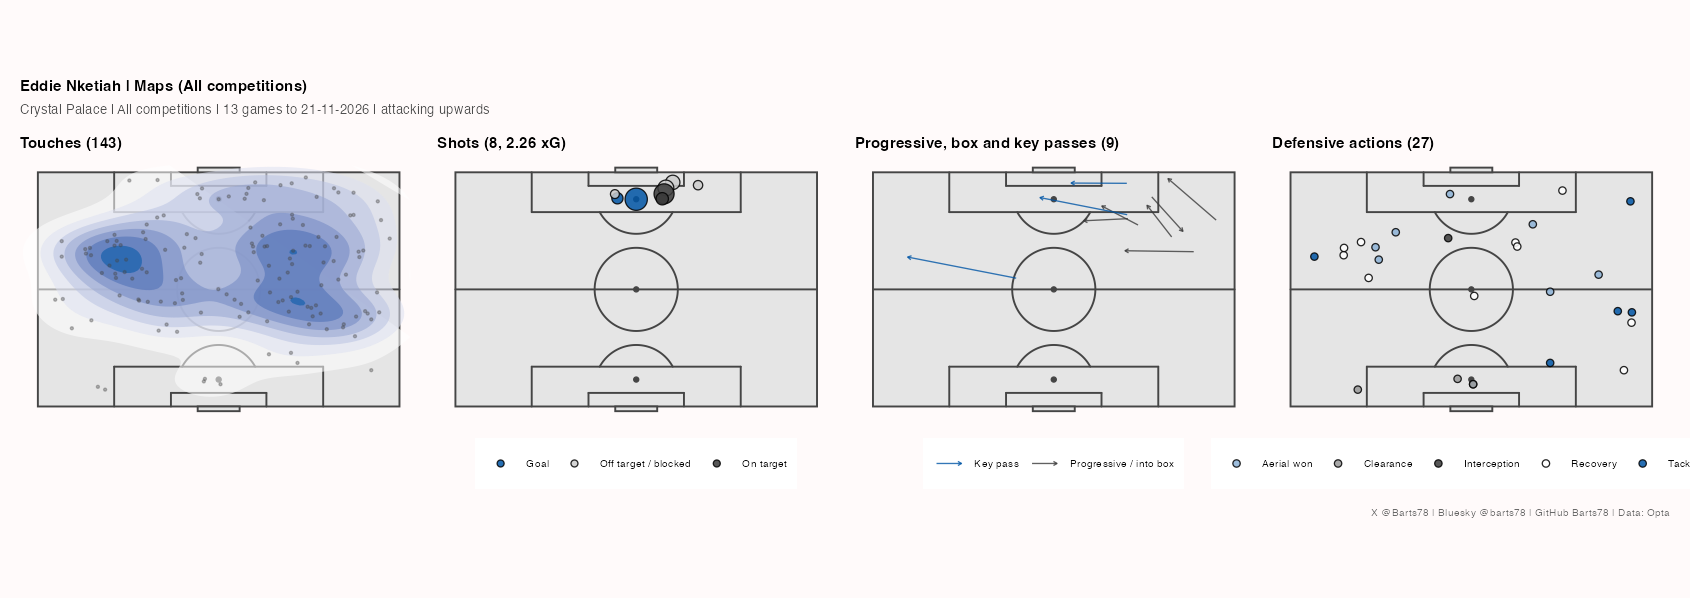 Eddie Nketiah | Maps (All competitions)
Crystal Palace | All competitions | 13 games to 21-11-2026 | attacking upwards
Touches (143)
Shots (8, 2.26 xG)
Progressive, box and key passes (9)
Defensive actions (27)
Goal
Off target / blocked
On target
Key pass
Progressive / into box
Aerial won
Clearance
Interception
Recovery
Tack
X @Barts78 | Bluesky @barts78 | GitHub Barts78 | Data: Opta